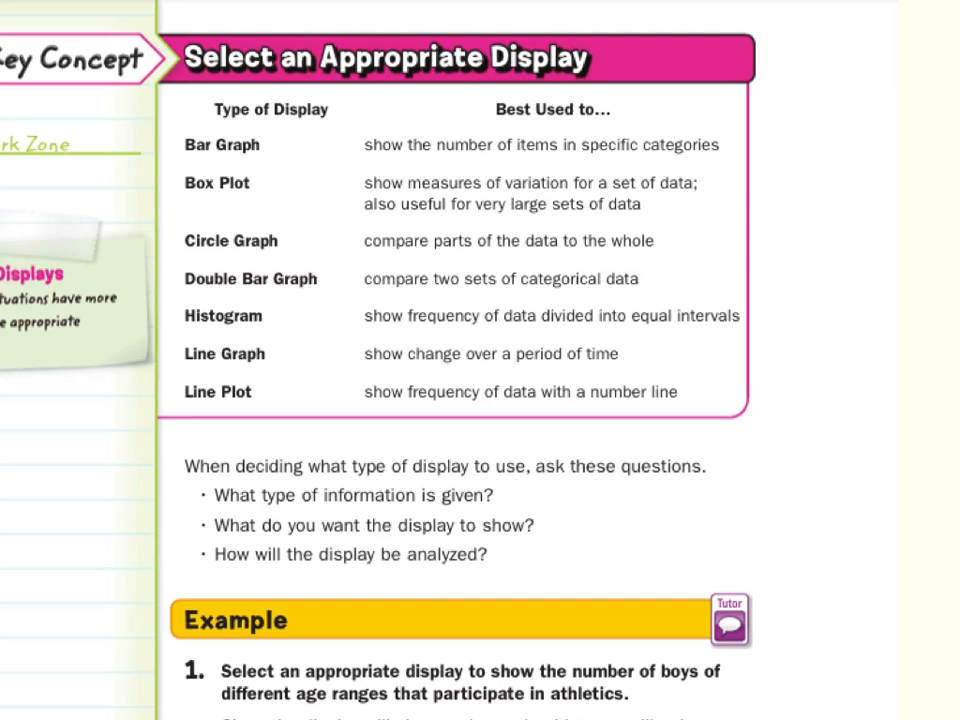 Key Concept
Select an Appropriate Display
Type of Display Best Used to...
Bar Graph show the number of items in specific categories
rk Zone
Box Plot show measures of variation for a set of data;
also useful for very large sets of data
Circle Graph compare parts of the data to the whole
Displays
Double Bar Graph compare two sets of categorical data
tuations have more
Histogram show frequency of data divided into equal intervals
e appropriate
Line Graph show change over a period of time
Line Plot show frequency of data with a number line
When deciding what type of display to use, ask these questions.
· What type of information is given?
· What do you want the display to show?
· How will the display be analyzed?
Example
Tutor
1. Select an appropriate display to show the number of boys of
different age ranges that participate in athletics.